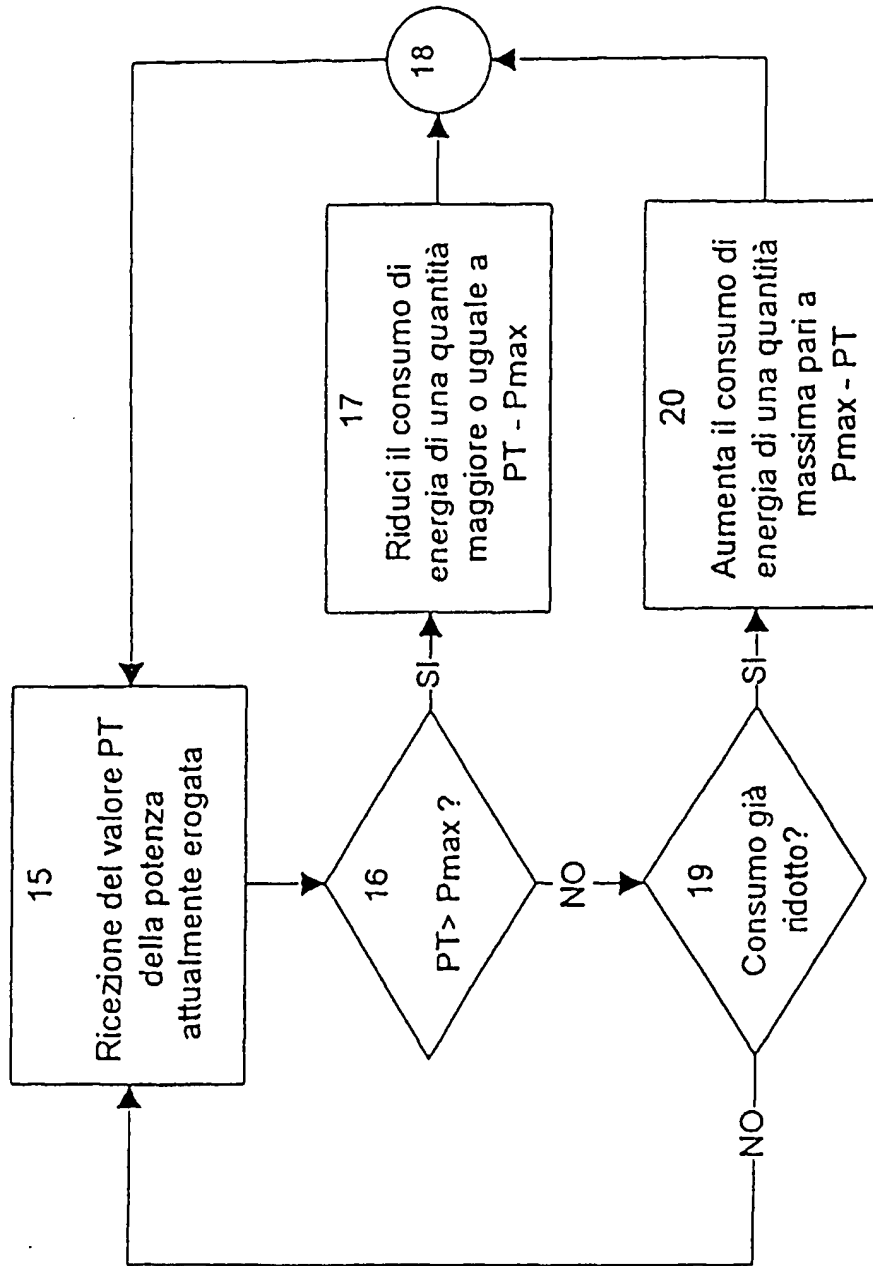 15
Ricezione del valore PT
della potenza
attualmente erogata
16
PT> Pmax ?
SI
17
Riduci il consumo di
energia di una quantità
maggiore o uguale a
PT - Pmax
18
NO
19
Consumo già
ridotto?
SI
20
Aumenta il consumo di
energia di una quantità
massima pari a
Pmax - PT
NO